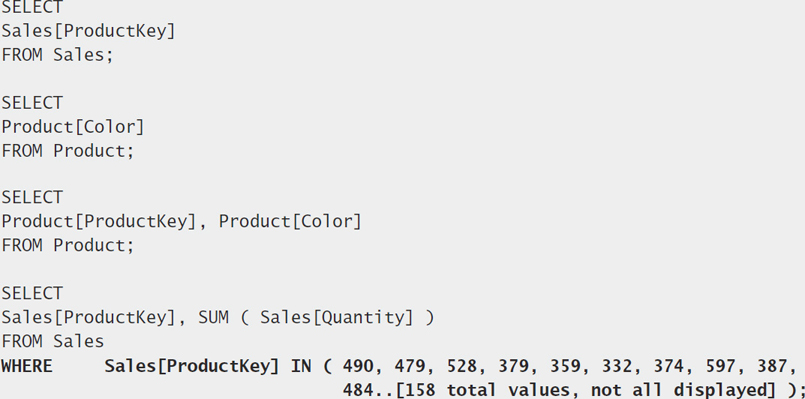 SELECT
Sales[ProductKey]
FROM Sales;
SELECT
Product[Color]
FROM Product;
SELECT
Product[ProductKey], Product[Color]
FROM Product;
SELECT
Sales[ProductKey], SUM ( Sales[Quantity] )
FROM Sales
WHERE Sales[ProductKey] IN ( 490, 479, 528, 379, 359, 332, 374, 597, 387,
484..[158 total values, not all displayed] );